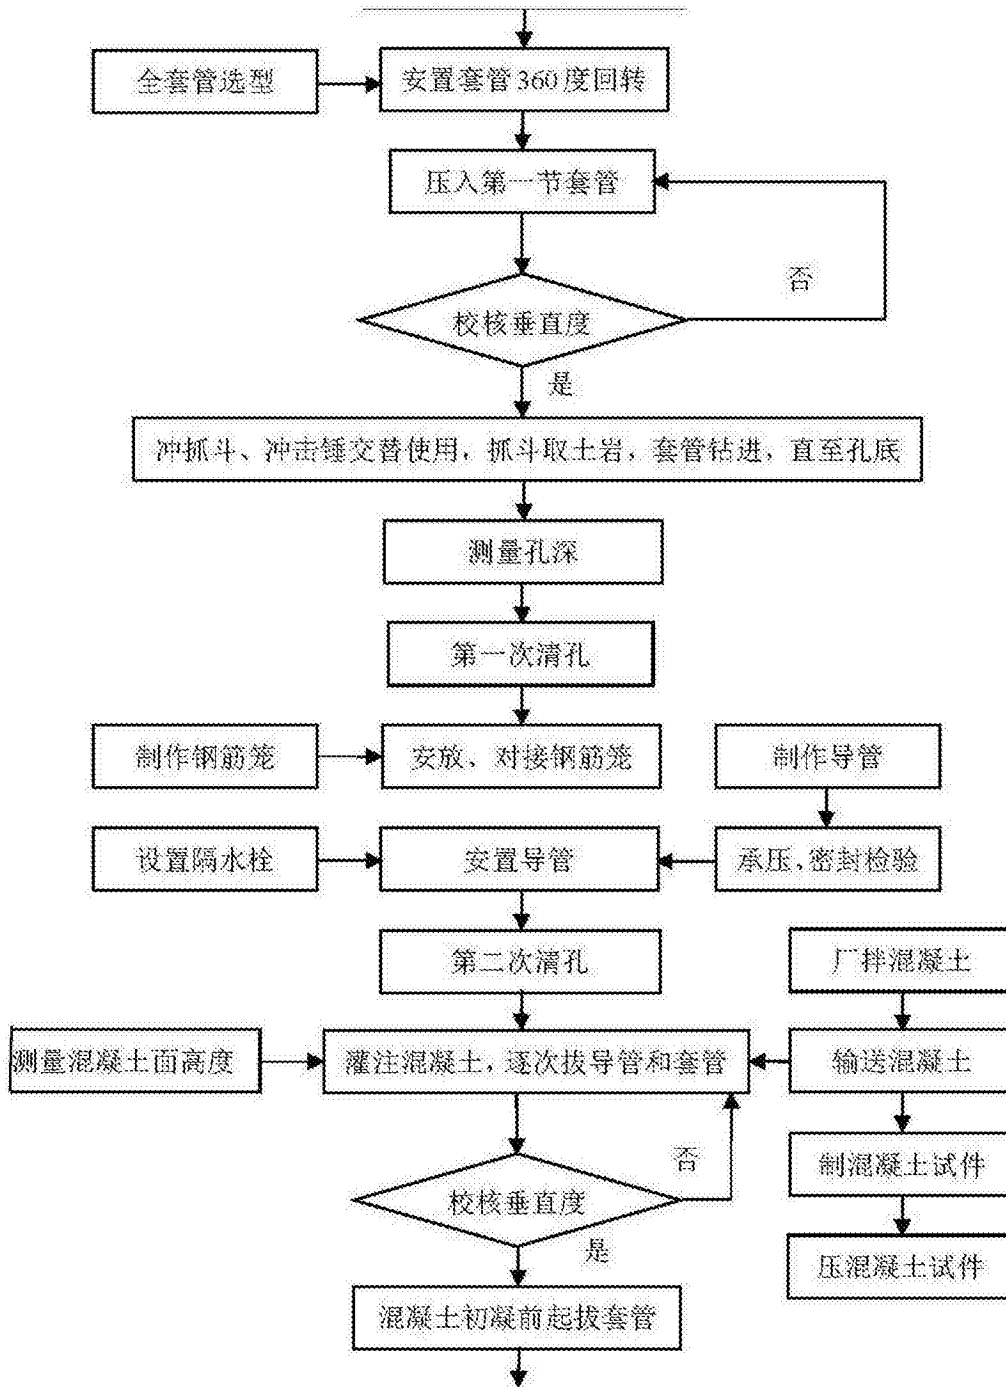 全套管选型
安置套管360度回转
压入第一节套管
否
校核垂直度
是
冲抓斗、冲击锤交替使用，抓斗取土岩，套管钻进，直至孔底
测量孔深
第一次清孔
制作钢筋笼
安放、对接钢筋笼
制作导管
设置隔水栓
安置导管
承压，密封检验
第二次清孔
厂拌混凝土
测量混凝土面高度
灌注混凝土，逐次拔导管和套管
输送混凝土
否
制混凝土试件
校核垂直度
是
压混凝土试件
混凝土初凝前起拔套管